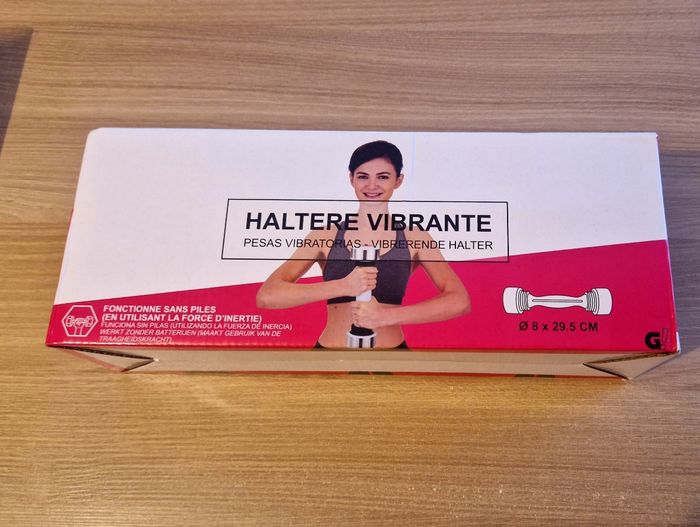 HALTERE VIBRANTE
PESAS VIBRATORIAS - VIBRERENDE HALTER
FONCTIONNE SANS PILES
(EN UTILISANT LA FORCE D'INERTIE)
FUNCIONA SIN PILAS (UTILIZANDO LA FUERZA DE INERCIA)
WERKT ZONDER BATTERIJEN (MAAKT GEBRUIK VAN DE
TRAAGHEIDSKRACHT)
Ø 8 x 29.5 CM
G!